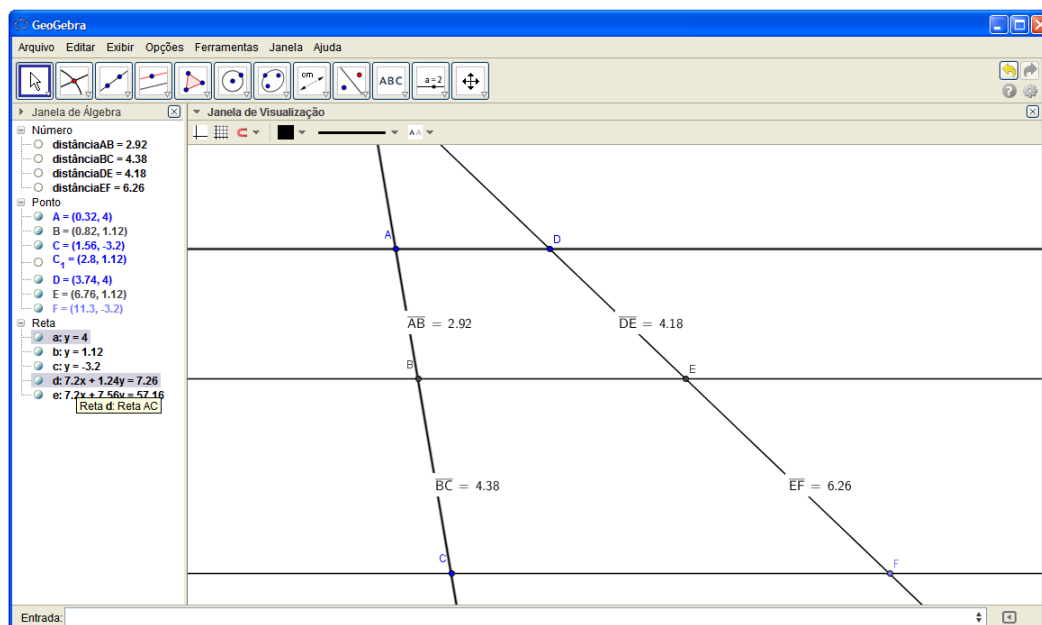 GeoGebra
Arquivo Editar Exibir Opções Ferramentas Janela Ajuda
cm
ABC
a=2
Janela de Álgebra
Janela de Visualização
AA
Número
distânciaAB = 2.92
distânciaBC = 4.38
distânciaDE = 4.18
distânciaEF = 6.26
Ponto
A = (0.32, 4)
B = (0.82, 1.12)
C = (1.56, -3.2)
C₁ = (2.8, 1.12)
D = (3.74, 4)
E = (6.76, 1.12)
F = (11.3, -3.2)
Reta
a: y = 4
b: y = 1.12
c: y = -3.2
d: 7.2x + 1.24y = 7.26
e: 7.2x + 7.56y = 57.16
Reta d: Reta AC
A
D
AB = 2.92
DE = 4.18
B
E
BC = 4.38
EF = 6.26
C
F
Entrada: